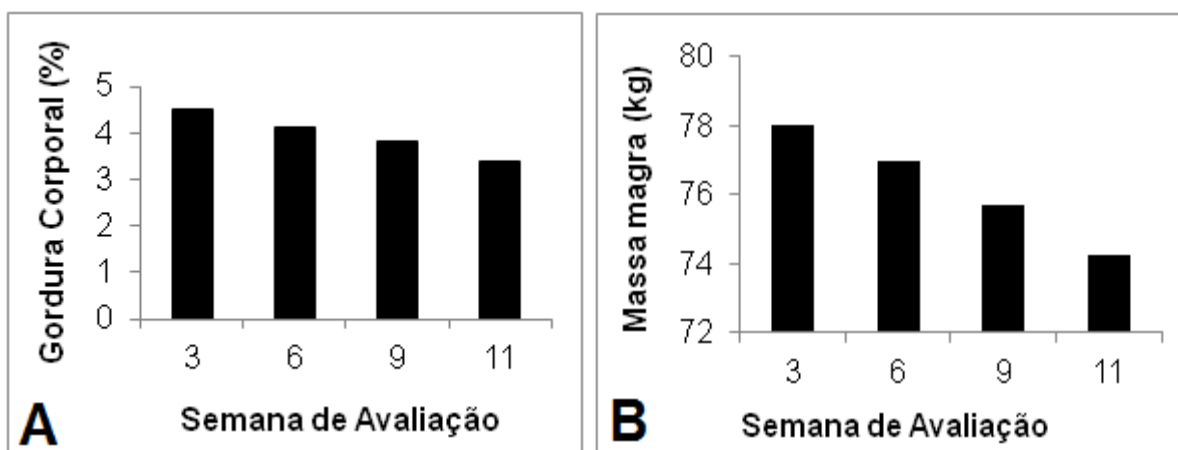 Gordura Corporal (%)
5
4
3
2
1
0
3 6 9 11
Semana de Avaliação
A
Massa magra (kg)
80
78
76
74
72
3 6 9 11
Semana de Avaliação
B